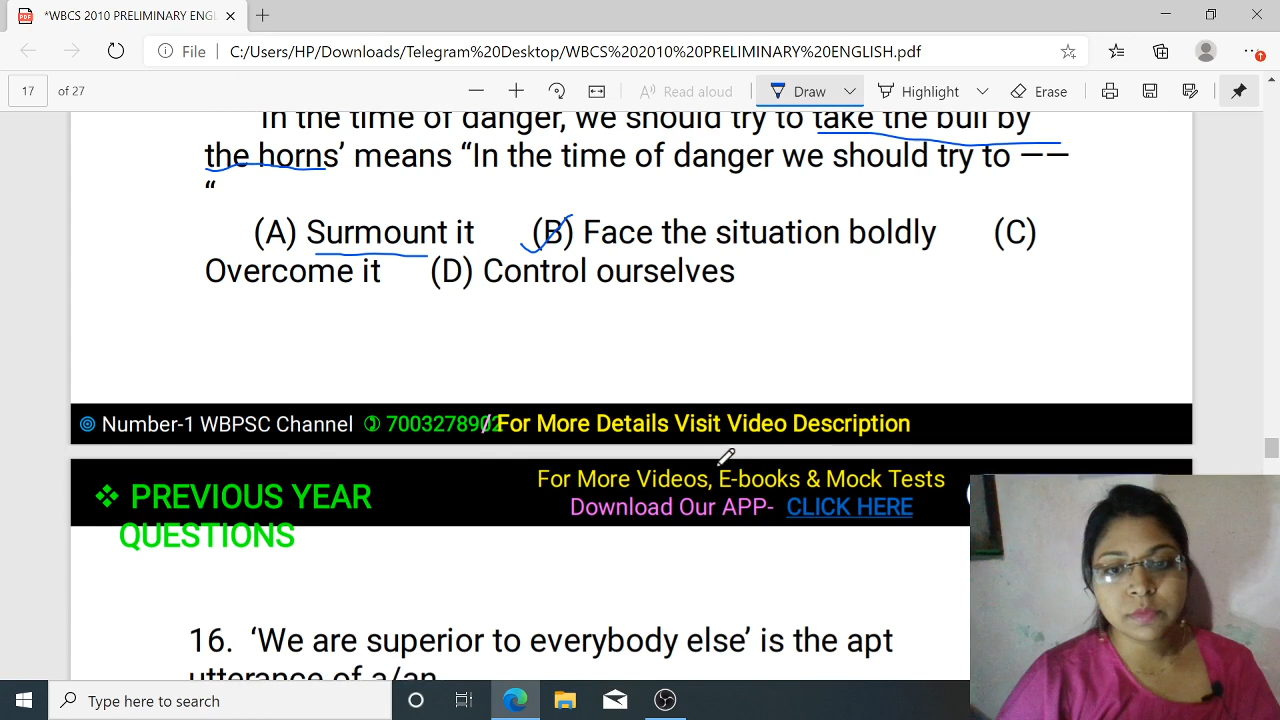 *WBCS 2010 PRELIMINARY ENGL
File C:/Users/HP/Downloads/Telegram%20Desktop/WBCS%202010%20PRELIMINARY%20ENGLISH.pdf
17 of 27 Read aloud Draw Highlight Erase
In the time of danger, we should try to take the bull by
the horns’ means “In the time of danger we should try to ——
“
(A) Surmount it (B) Face the situation boldly (C)
Overcome it (D) Control ourselves
Number-1 WBPSC Channel 7003278902 / For More Details Visit Video Description
PREVIOUS YEAR
QUESTIONS
For More Videos, E-books & Mock Tests
Download Our APP- CLICK HERE
16. ‘We are superior to everybody else’ is the apt
utterance of a/an
Type here to search